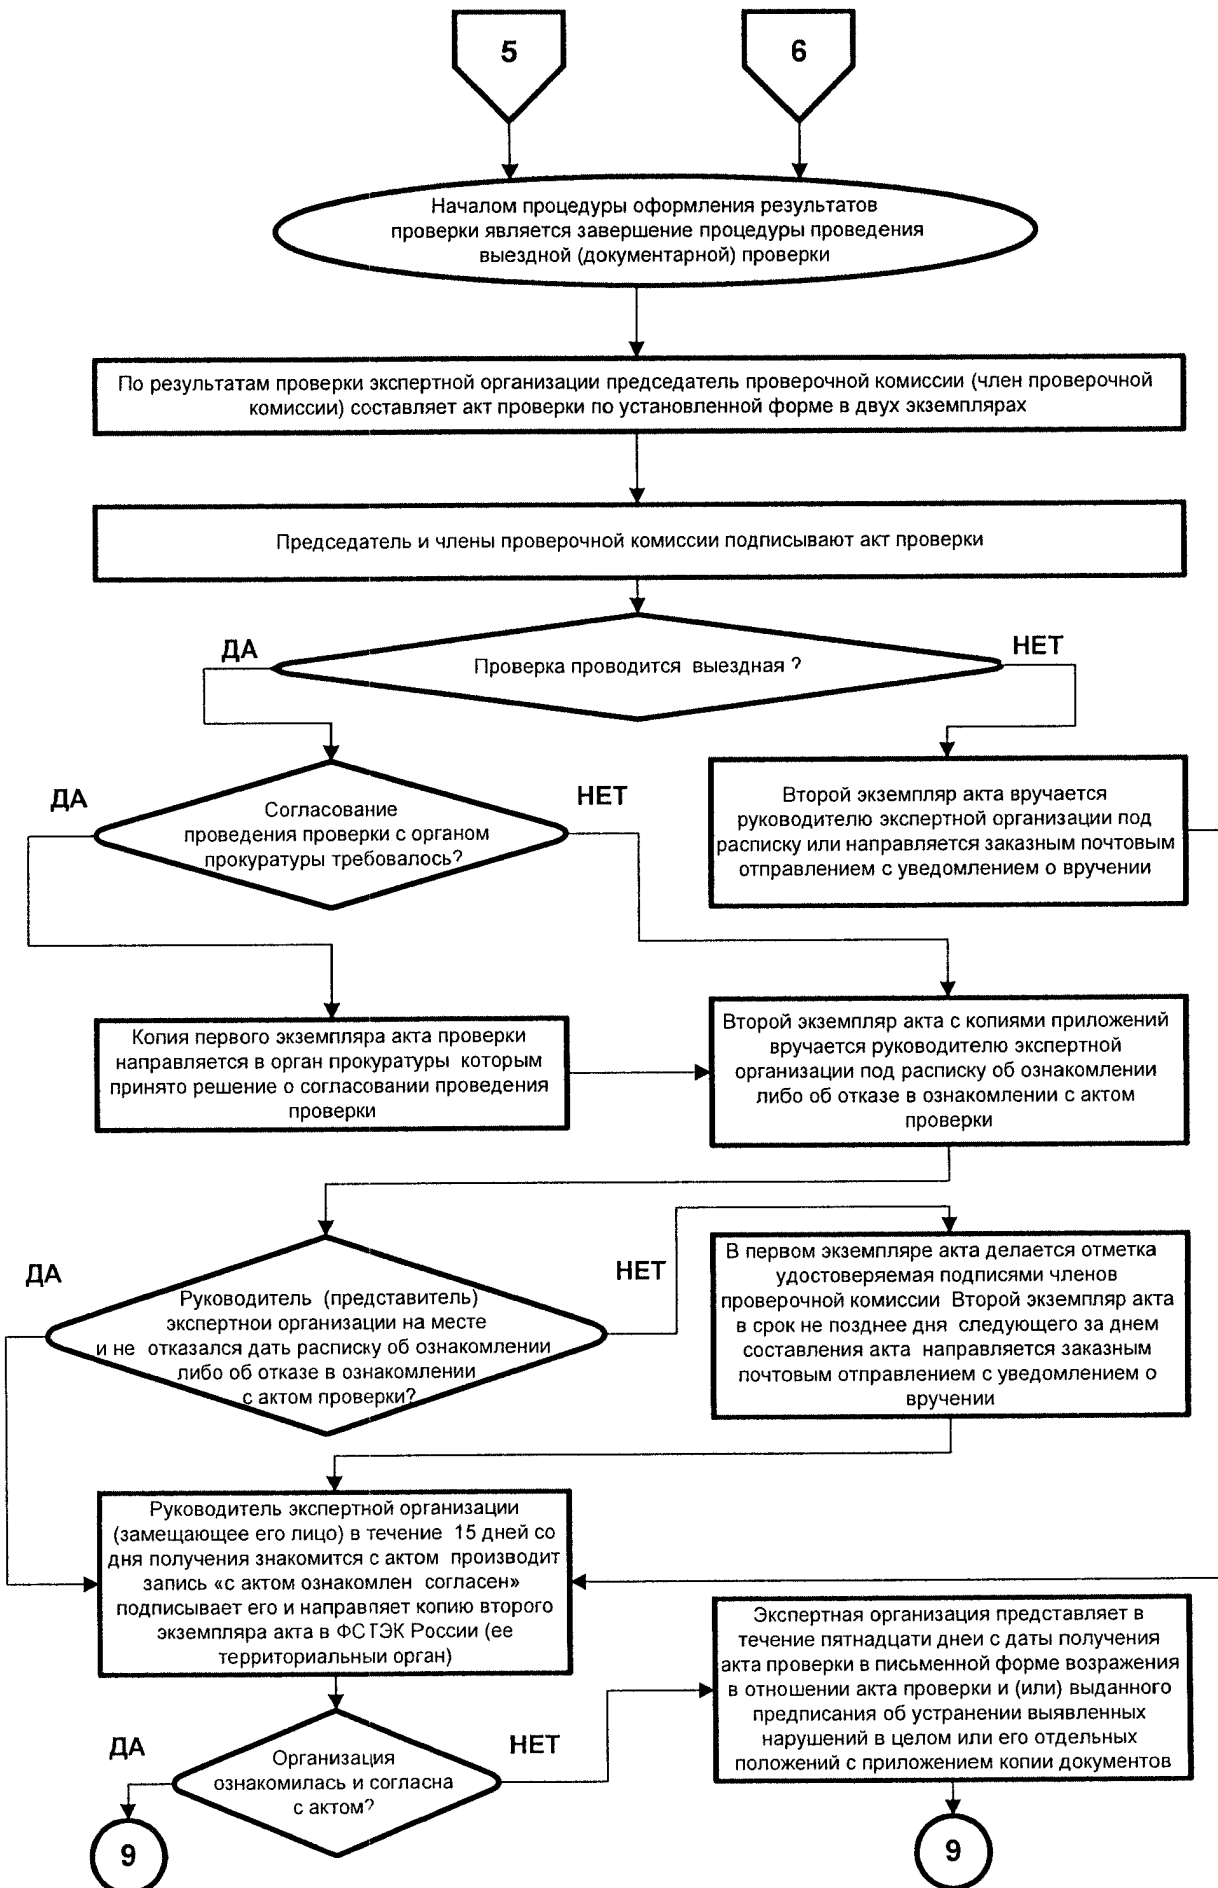 5
6
Началом процедуры оформления результатов
проверки является завершение процедуры проведения
выездной (документарной) проверки
По результатам проверки экспертной организации председатель проверочной комиссии (член проверочной
комиссии) составляет акт проверки по установленной форме в двух экземплярах
Председатель и члены проверочной комиссии подписывают акт проверки
ДА
НЕТ
Проверка проводится выездная ?
ДА
НЕТ
Согласование
проведения проверки с органом
прокуратуры требовалось?
Второй экземпляр акта вручается
руководителю экспертной организации под
расписку или направляется заказным почтовым
отправлением с уведомлением о вручении
Копия первого экземпляра акта проверки
направляется в орган прокуратуры которым
принято решение о согласовании проведения
проверки
Второй экземпляр акта с копиями приложений
вручается руководителю экспертной
организации под расписку об ознакомлении
либо об отказе в ознакомлении с актом
проверки
ДА
НЕТ
Руководитель (представитель)
экспертнои организации на месте
и не отказался дать расписку об ознакомлении
либо об отказе в ознакомлении
с актом проверки?
В первом экземпляре акта делается отметка
удостоверяемая подписями членов
проверочной комиссии Второй экземпляр акта
в срок не позднее дня следующего за днем
составления акта направляется заказным
почтовым отправлением с уведомлением о
вручении
Руководитель экспертной организации
(замещающее его лицо) в течение 15 дней со
дня получения знакомится с актом производит
запись «с актом ознакомлен согласен»
подписывает его и направляет копию второго
экземпляра акта в ФСТЭК России (ее
территориальныи орган)
Экспертная организация представляет в
течение пятнадцати днеи с даты получения
акта проверки в письменной форме возражения
в отношении акта проверки и (или) выданного
предписания об устранении выявленных
нарушений в целом или его отдельных
положений с приложением копии документов
ДА
НЕТ
Организация
ознакомилась и согласна
с актом?
9
9